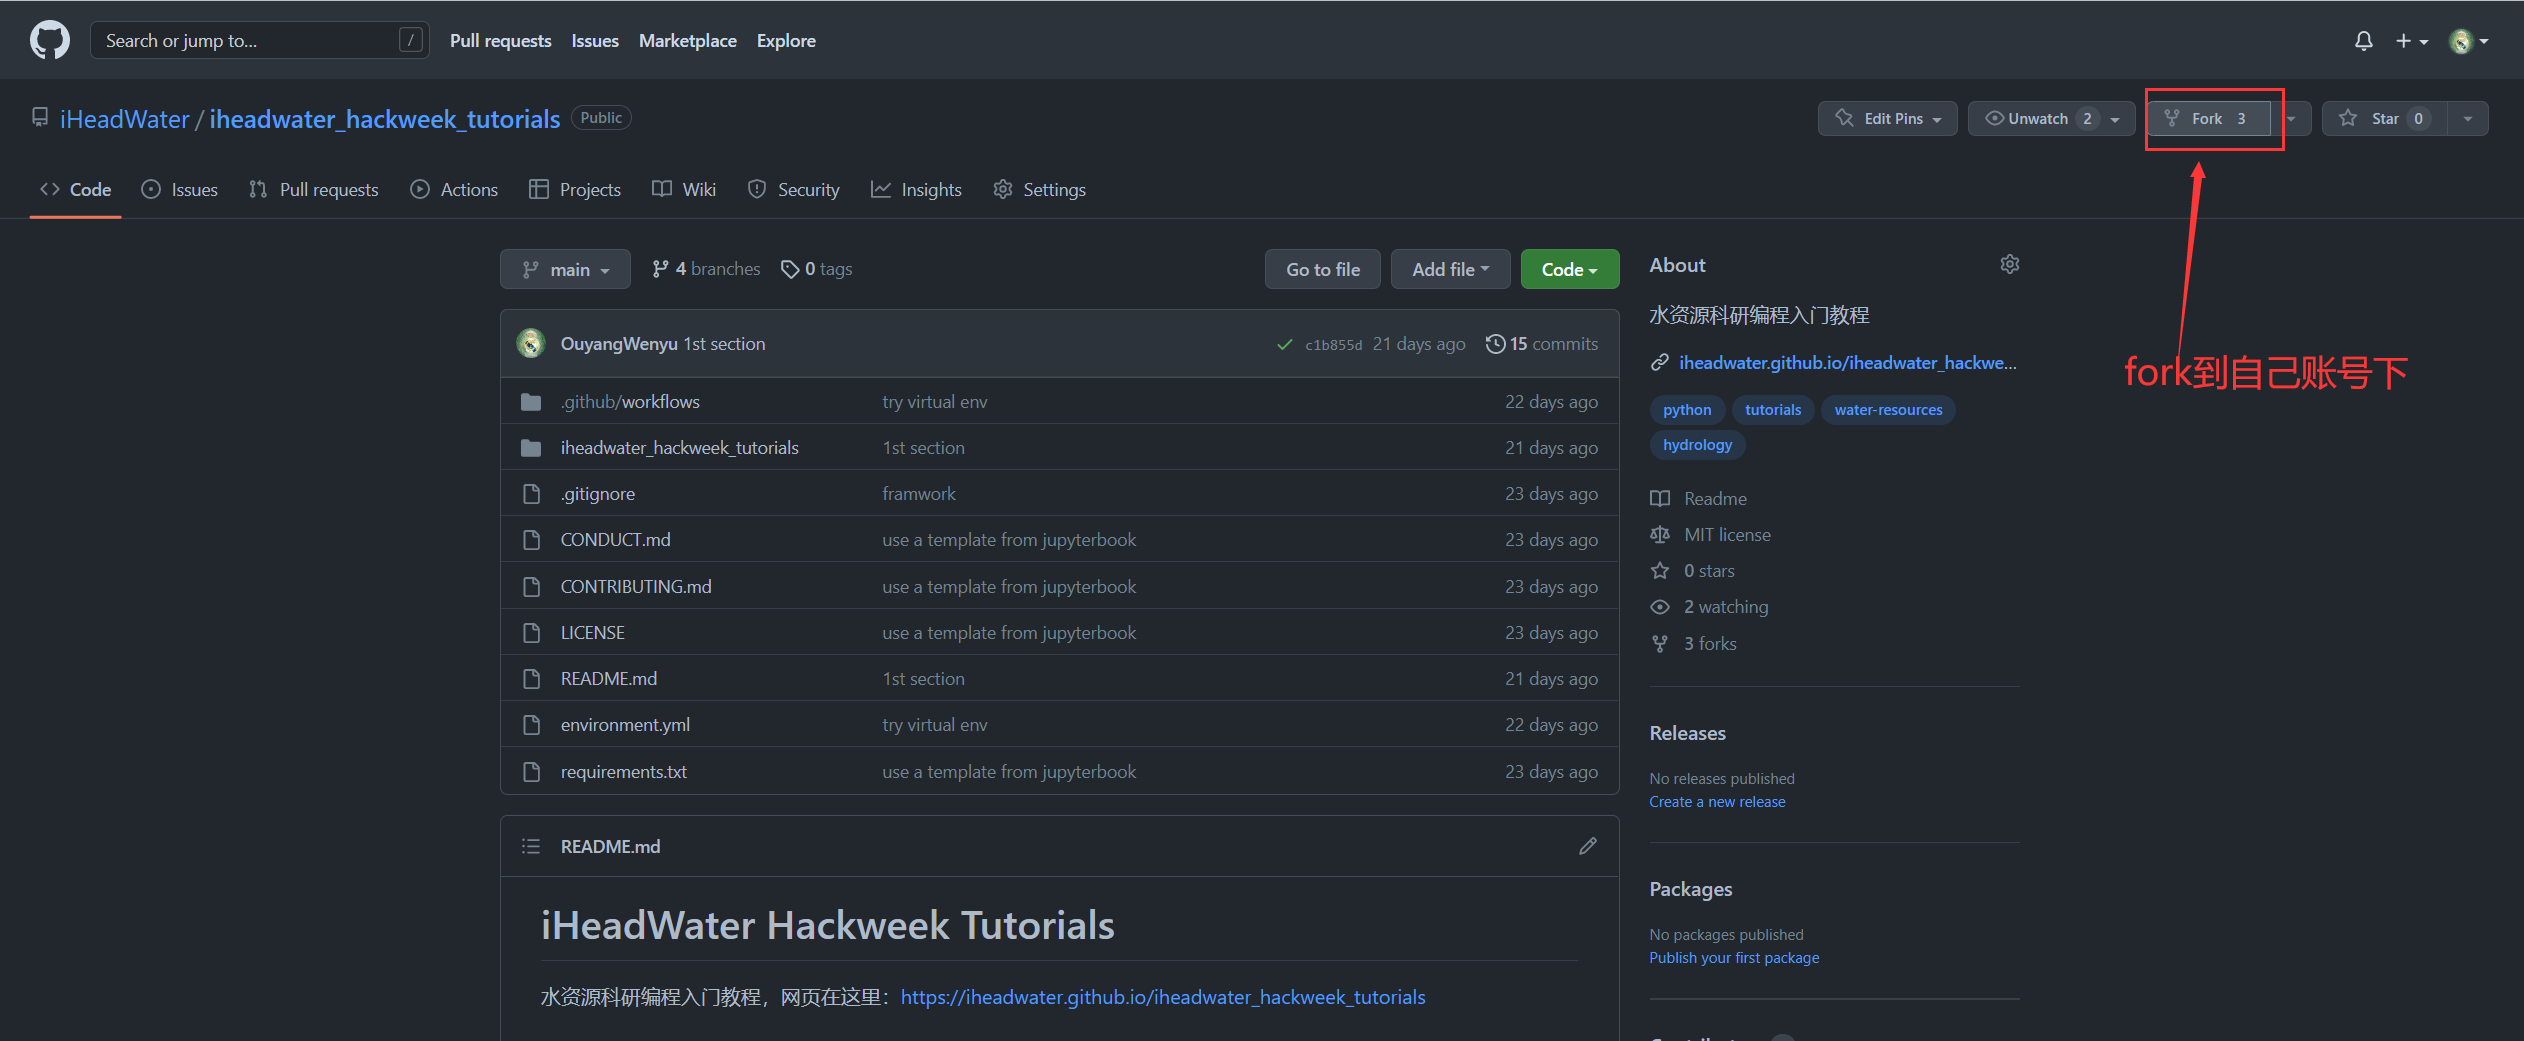 Search or jump to... /
Pull requests Issues Marketplace Explore
iHeadWater / iheadwater_hackweek_tutorials Public
Edit Pins Unwatch 2 Fork 3 Star 0
Code Issues Pull requests Actions Projects Wiki Security Insights Settings
main 4 branches 0 tags Go to file Add file Code
OuyangWenyu 1st section c1b855d 21 days ago 15 commits
.github/workflows try virtual env 22 days ago
iheadwater_hackweek_tutorials 1st section 21 days ago
.gitignore framwork 23 days ago
CONDUCT.md use a template from jupyterbook 23 days ago
CONTRIBUTING.md use a template from jupyterbook 23 days ago
LICENSE use a template from jupyterbook 23 days ago
README.md 1st section 21 days ago
environment.yml try virtual env 22 days ago
requirements.txt use a template from jupyterbook 23 days ago
README.md
iHeadWater Hackweek Tutorials
水资源科研编程入门教程，网页在这里：https://iheadwater.github.io/iheadwater_hackweek_tutorials
About
水资源科研编程入门教程
iheadwater.github.io/iheadwater_hackwe...
python tutorials water-resources
hydrology
Readme
MIT license
0 stars
2 watching
3 forks
Releases
No releases published
Create a new release
Packages
No packages published
Publish your first package
fork到自己账号下